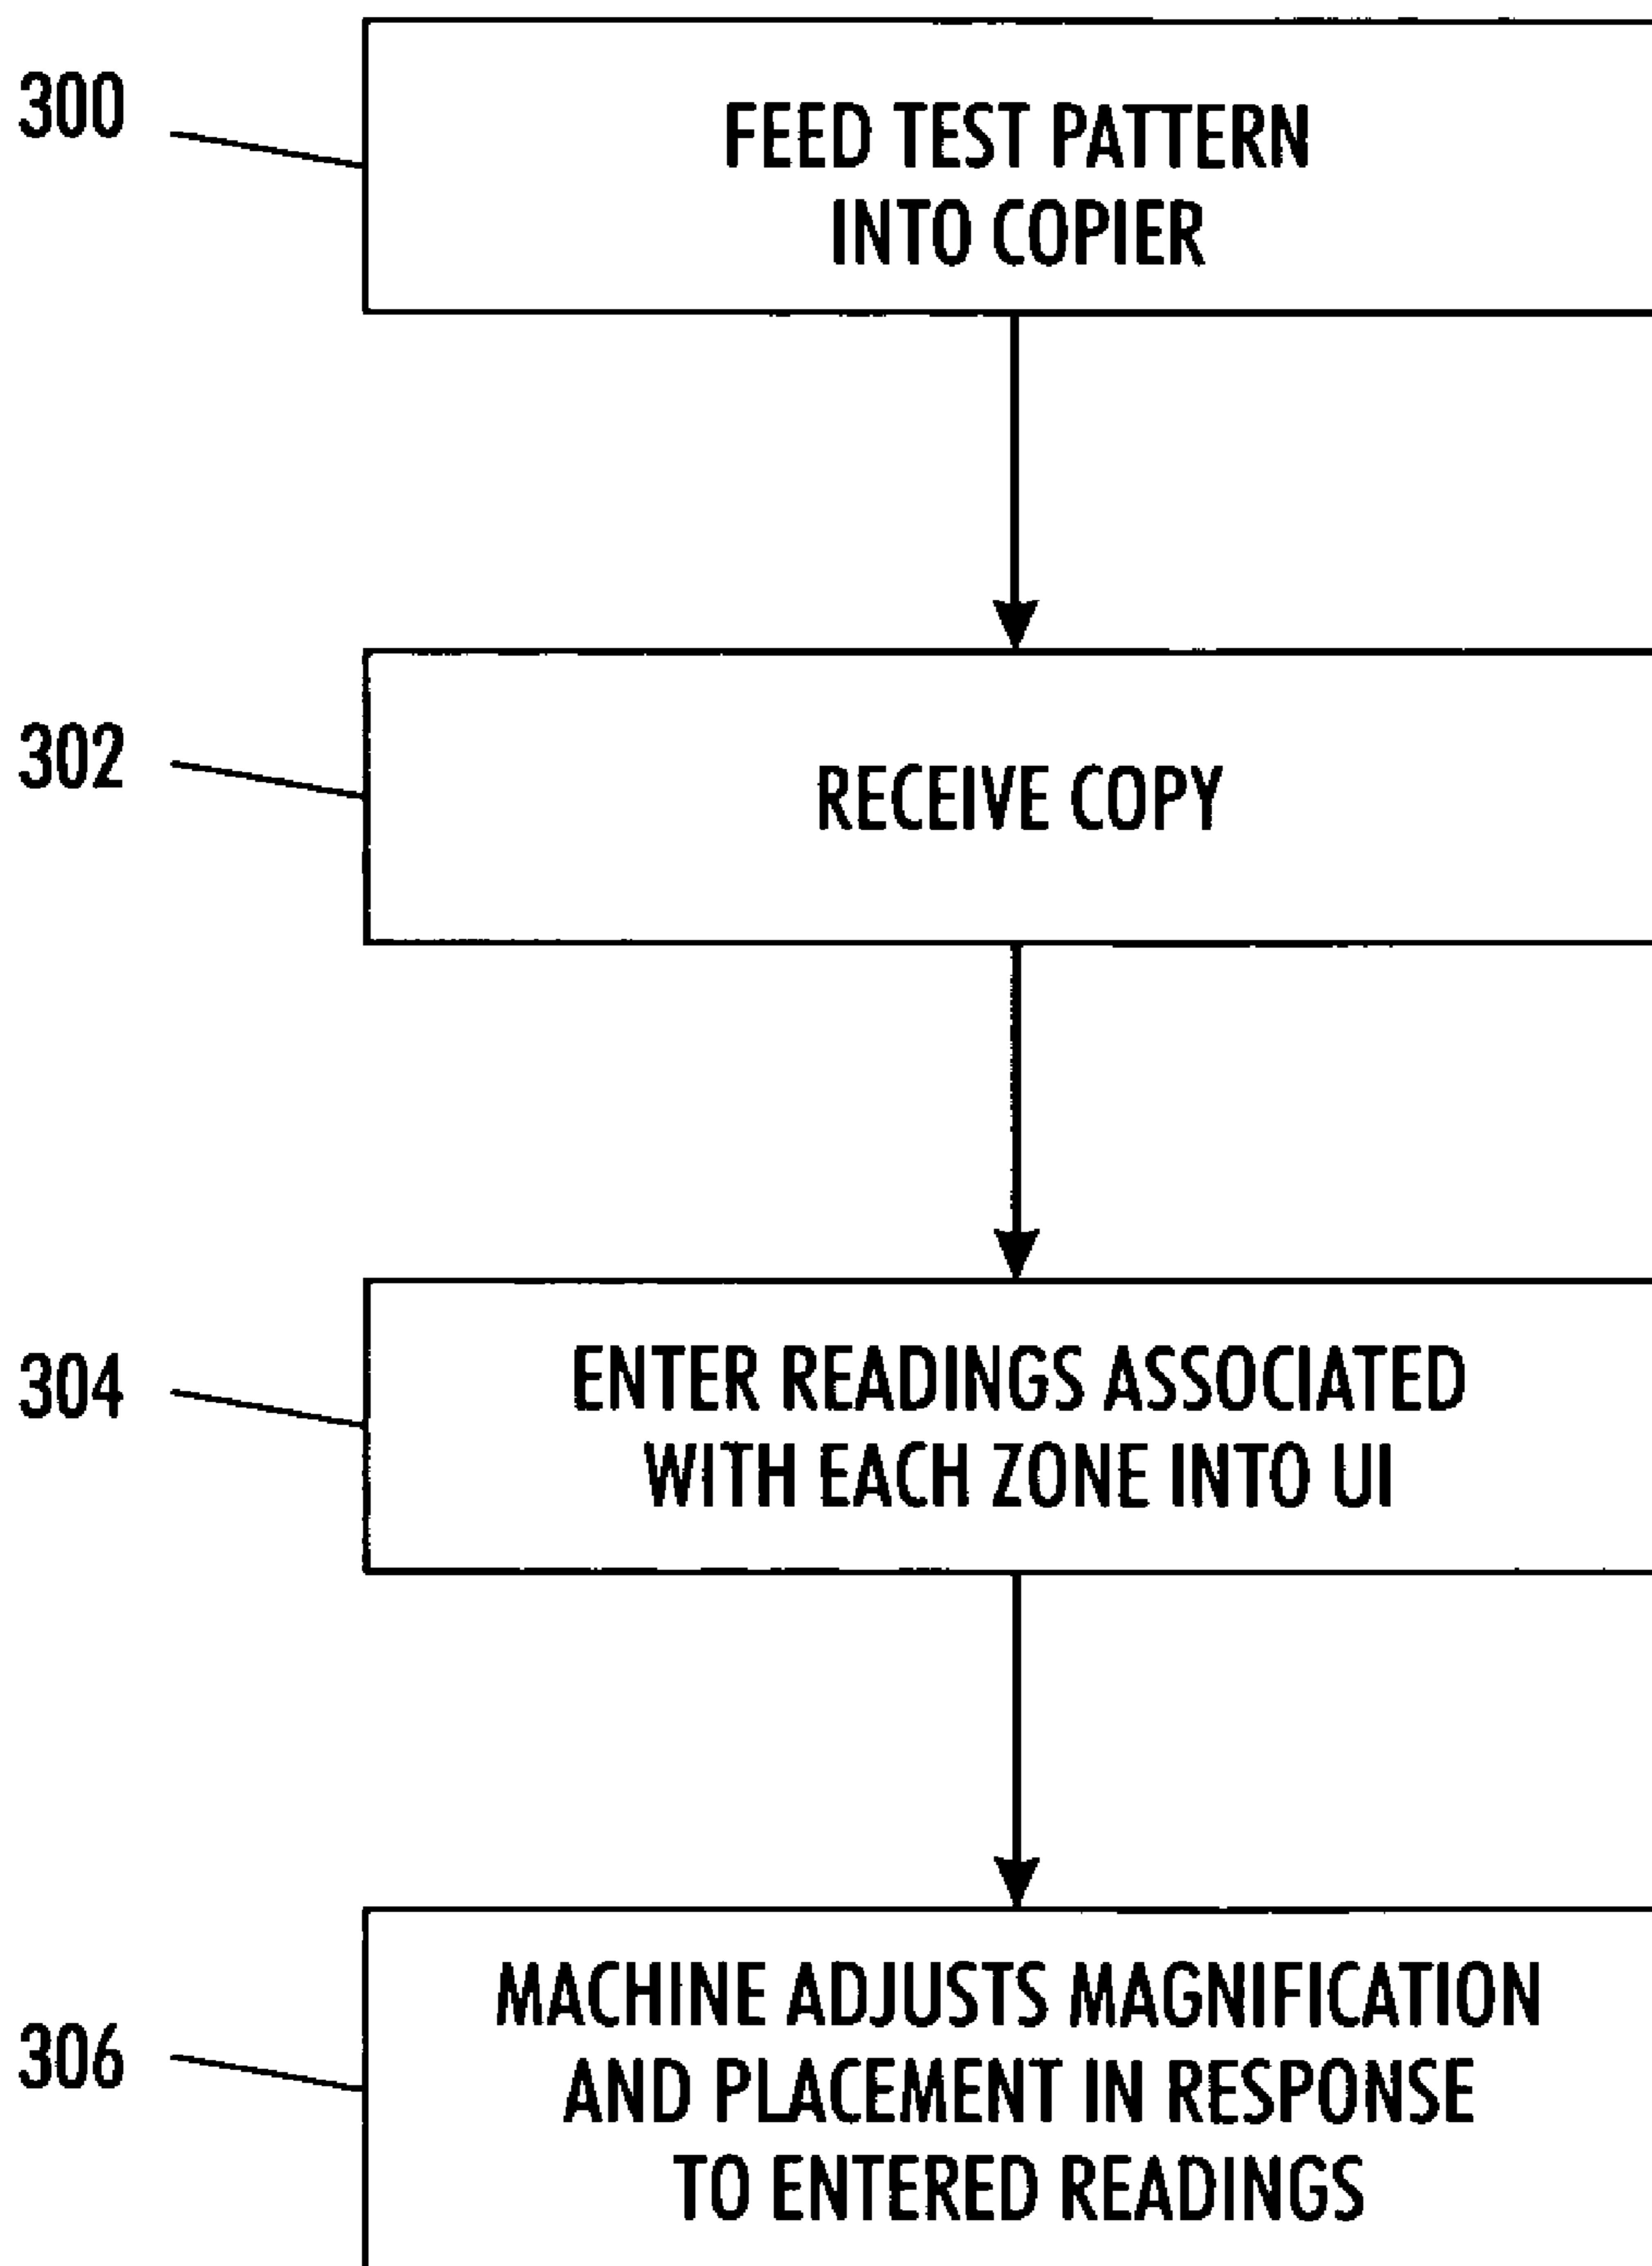 300
FEED TEST PATTERN
INTO COPIER
302
RECEIVE COPY
304
ENTER READINGS ASSOCIATED
WITH EACH ZONE INTO UI
306
MACHINE ADJUSTS MAGNIFICATION
AND PLACEMENT IN RESPONSE
TO ENTERED READINGS